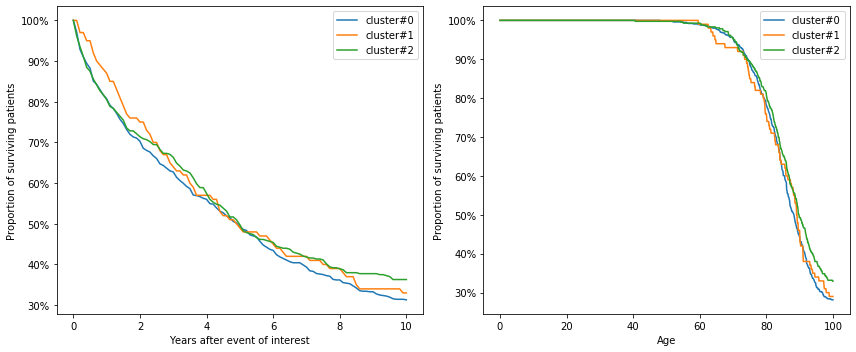 100%
90%
80%
70%
60%
50%
40%
30%
Proportion of surviving patients
0
2
4
6
8
10
Years after event of interest
cluster#0
cluster#1
cluster#2
100%
90%
80%
70%
60%
50%
40%
30%
Proportion of surviving patients
0
20
40
60
80
100
Age
cluster#0
cluster#1
cluster#2